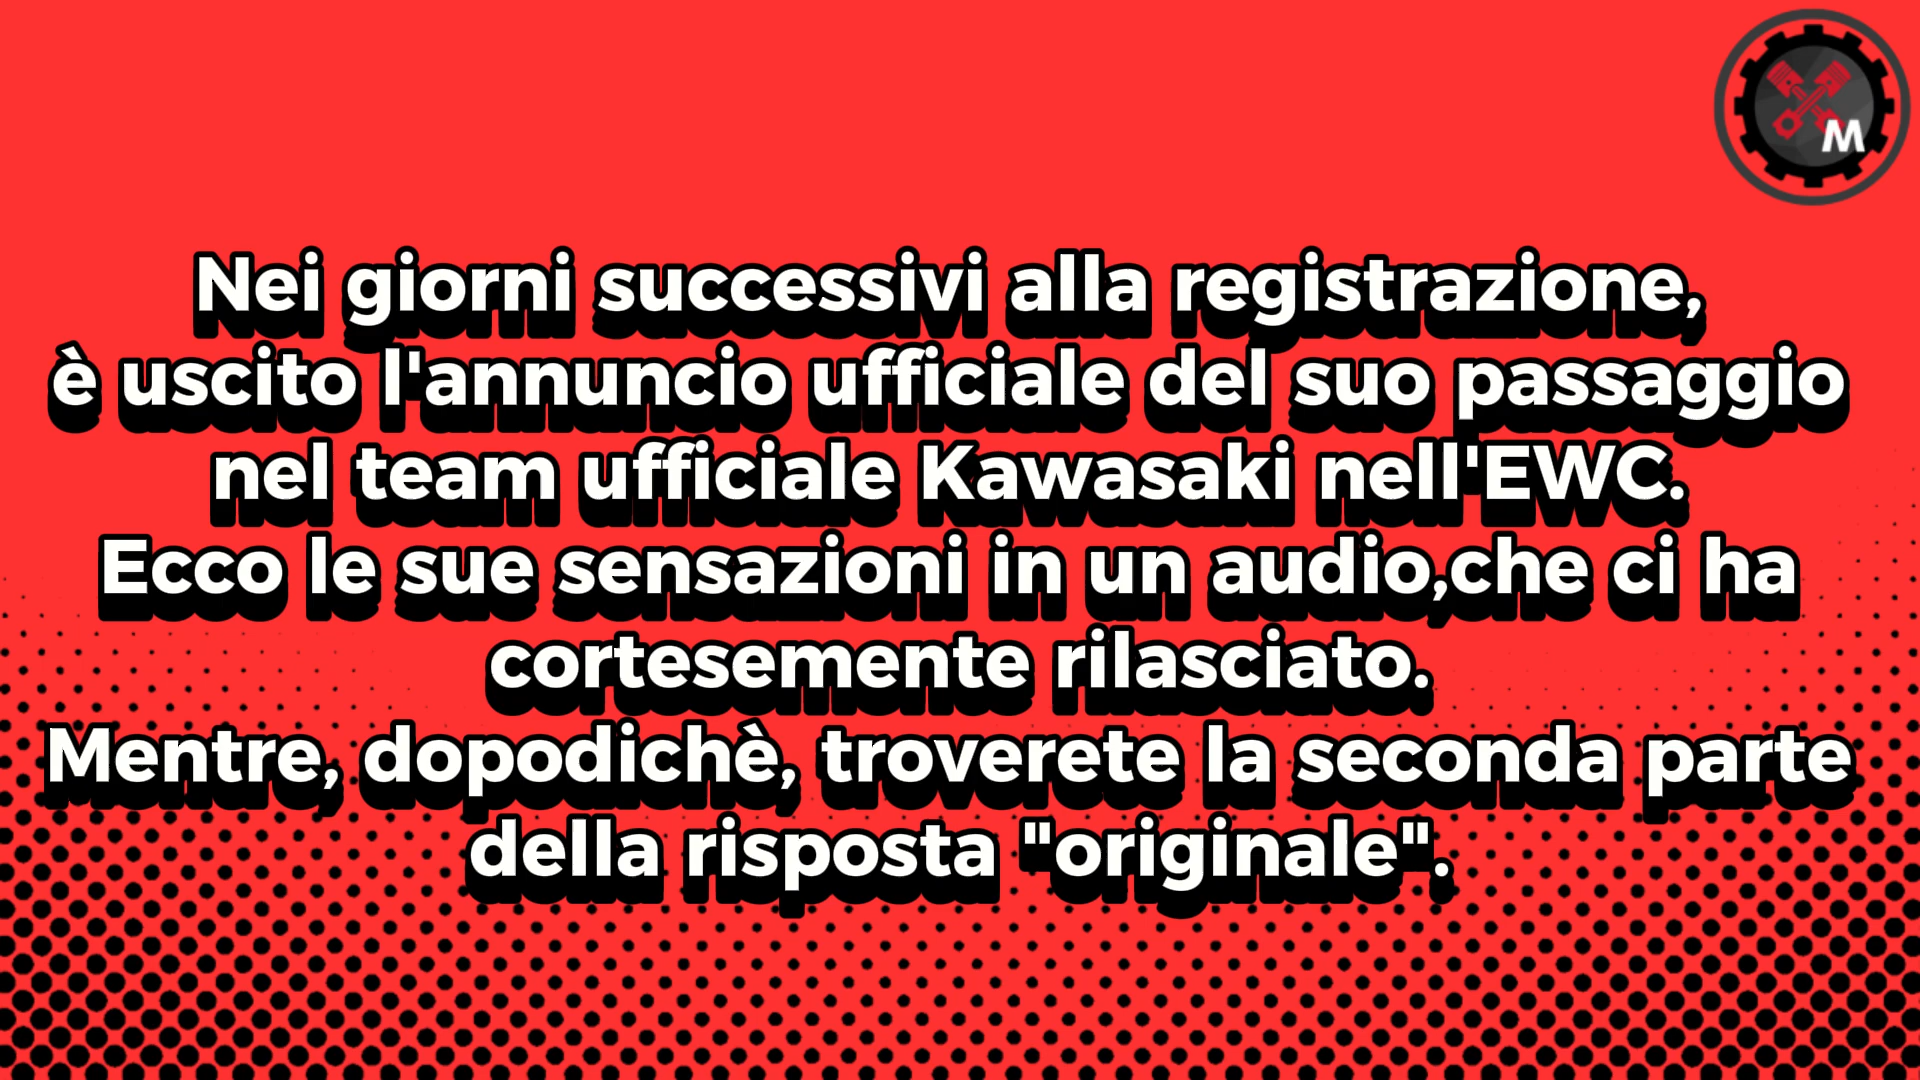 M
Nei giorni successivi alla registrazione,
è uscito l'annuncio ufficiale del suo passaggio
nel team ufficiale Kawasaki nell'EWC.
Ecco le sue sensazioni in un audio,che ci ha
cortesemente rilasciato.
Mentre, dopodichè, troverete la seconda parte
della risposta "originale".